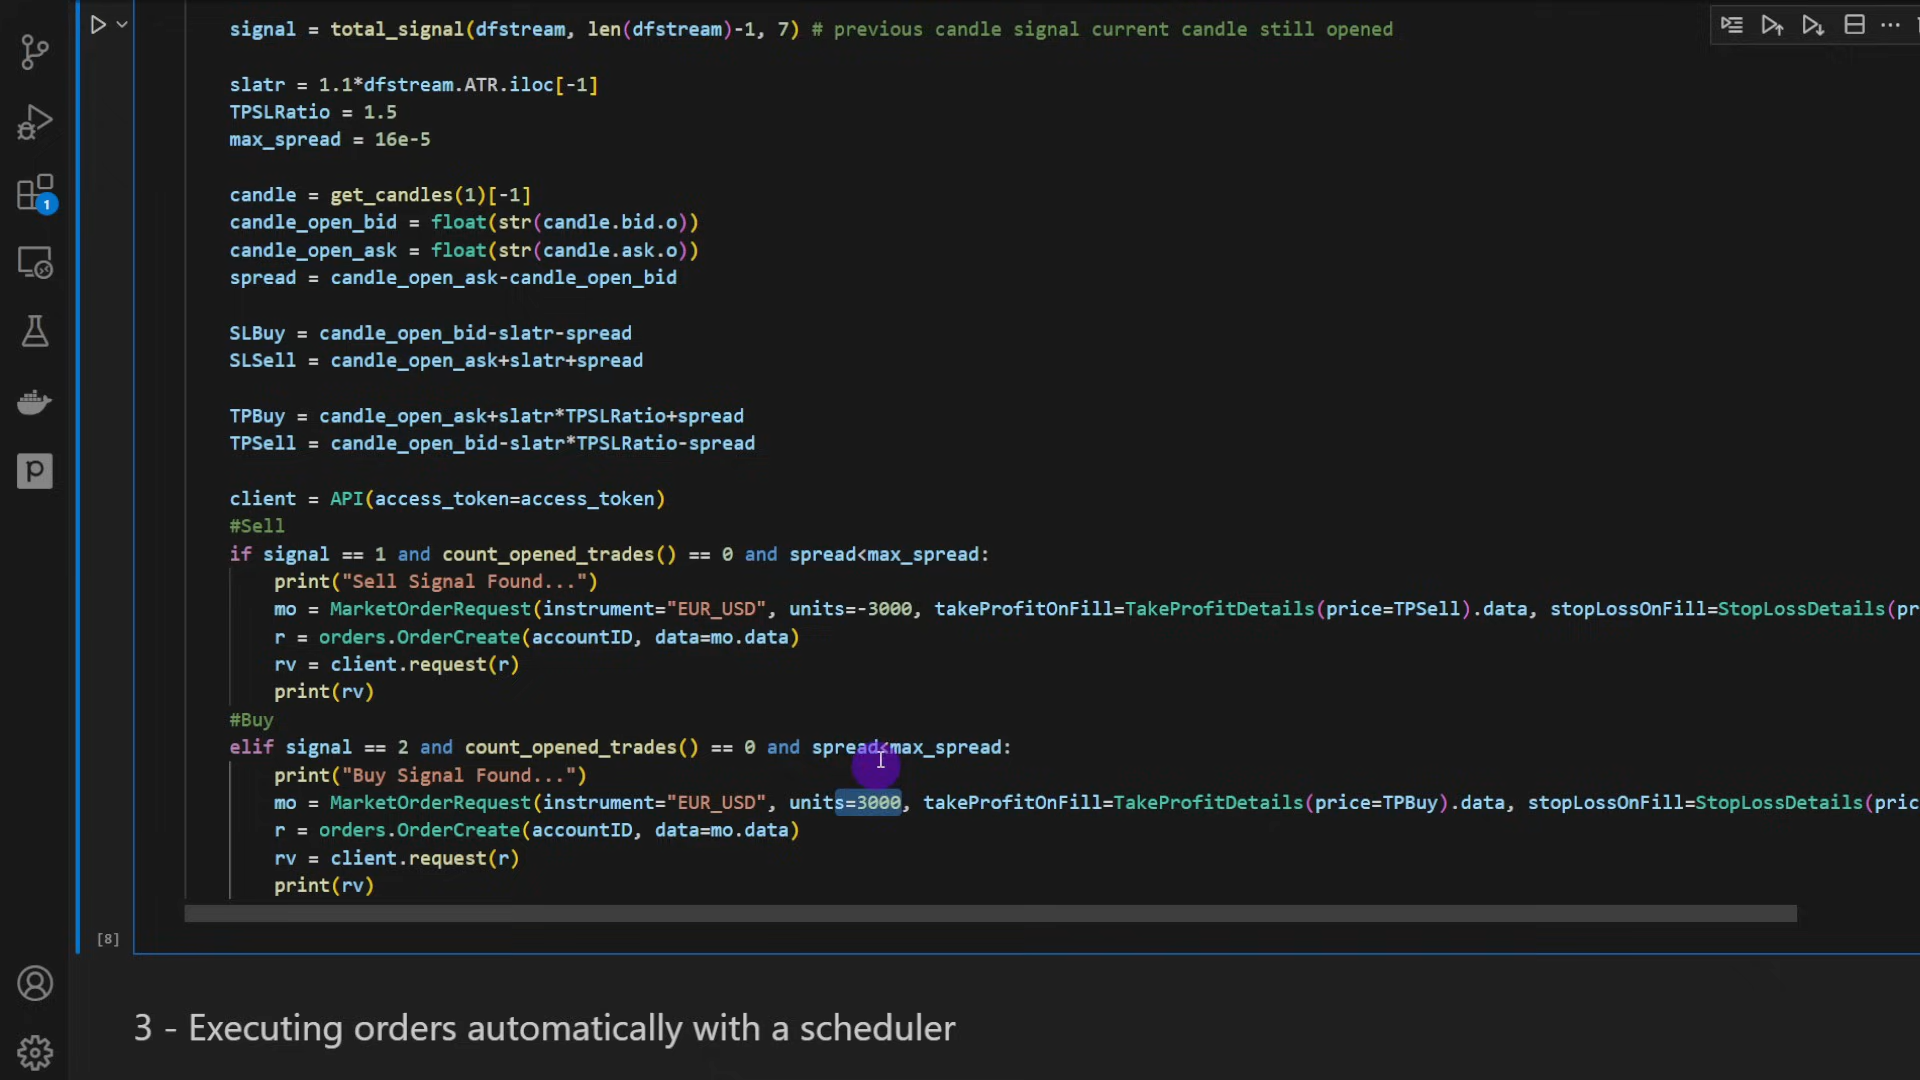 signal = total_signal(dfstream, len(dfstream)-1, 7) # previous candle signal current candle still opened
slatr = 1.1*dfstream.ATR.iloc[-1]
TPSLRatio = 1.5
max_spread = 16e-5
candle = get_candles(1)[-1]
candle_open_bid = float(str(candle.bid.o))
candle_open_ask = float(str(candle.ask.o))
spread = candle_open_ask-candle_open_bid
SLBuy = candle_open_bid-slatr-spread
SLSell = candle_open_ask+slatr+spread
TPBuy = candle_open_ask+slatr*TPSLRatio+spread
TPSell = candle_open_bid-slatr*TPSLRatio-spread
client = API(access_token=access_token)
#Sell
if signal == 1 and count_opened_trades() == 0 and spread<max_spread:
print("Sell Signal Found...")
mo = MarketOrderRequest(instrument="EUR_USD", units=-3000, takeProfitOnFill=TakeProfitDetails(price=TPSell).data, stopLossOnFill=StopLossDetails(pr
r = orders.OrderCreate(accountID, data=mo.data)
rv = client.request(r)
print(rv)
#Buy
elif signal == 2 and count_opened_trades() == 0 and spread<max_spread:
print("Buy Signal Found...")
mo = MarketOrderRequest(instrument="EUR_USD", units=3000, takeProfitOnFill=TakeProfitDetails(price=TPBuy).data, stopLossOnFill=StopLossDetails(pric
r = orders.OrderCreate(accountID, data=mo.data)
rv = client.request(r)
print(rv)
[8]
3 - Executing orders automatically with a scheduler
1